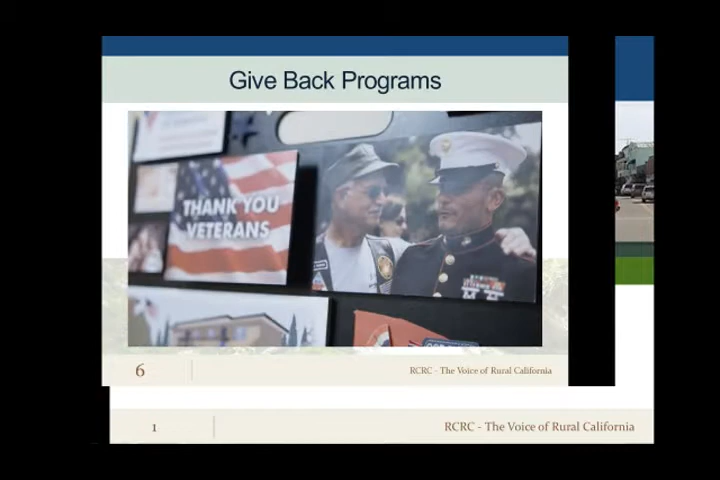 Give Back Programs
THANK YOU
VETERANS
6
RCRC - The Voice of Rural California
1
RCRC - The Voice of Rural California